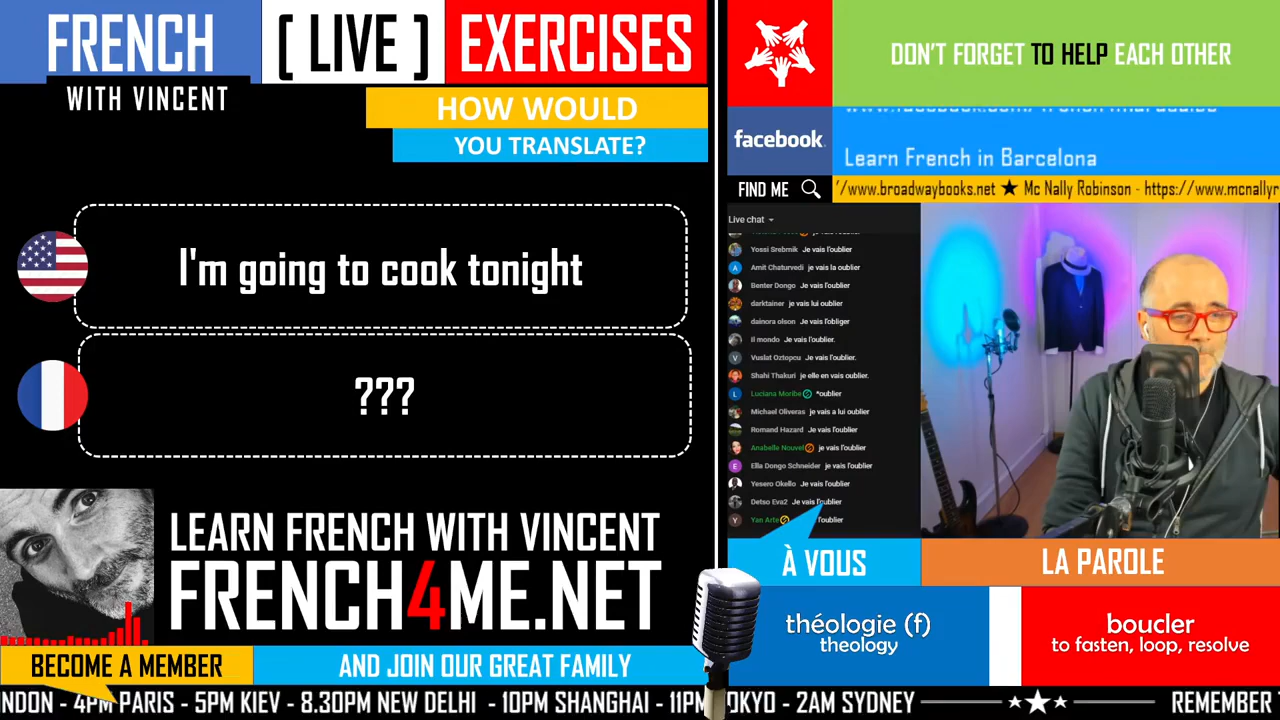 FRENCH
WITH VINCENT
[ LIVE ]
EXERCISES
HOW WOULD
YOU TRANSLATE?
I'm going to cook tonight
???
LEARN FRENCH WITH VINCENT
FRENCH4ME.NET
BECOME A MEMBER
AND JOIN OUR GREAT FAMILY
DON'T FORGET TO HELP EACH OTHER
facebook
Learn French in Barcelona
FIND ME
'/www.broadwaybooks.net ★ Mc Nally Robinson - https://www.mcnallyr
Live chat
Yossi Srebrnik Je vais l'oublier
Amit Chaturvedi je vais la oublier
Benter Dongo Je vais l'oublier
darktainer je vais lui oublier
dainora olson je vais l'obliger
Il mondo Je vais l'oublier.
Vuslat Oztopcu Je vais l'oublier.
Shahi Thakuri je elle en vais oublier.
Luciana Moribe *oublier
Michael Oliveras je vais a lui oublier
Romand Hazard Je vais l'oublier.
Anabelle Nouvel je vais l'oublier
Ella Dongo Schneider je vais l'oublier
Yesero Okello Je vais l'oublier
Detso Eva2 Je vais l'oublier
Yan Arte l'oublier
À VOUS
LA PAROLE
théologie (f)
theology
boucler
to fasten, loop, resolve
NDON - 4PM PARIS - 5PM KIEV - 8.30PM NEW DELHI - 10PM SHANGHAI - 11PM OKYO - 2AM SYDNEY ★ REMEMBER